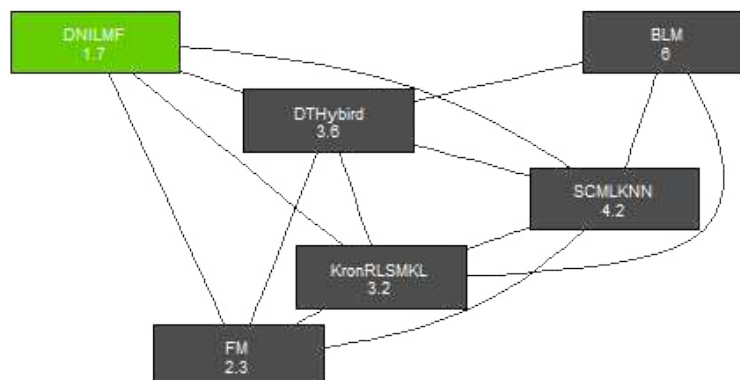 DNILMF
1.7
BLM
6
DTHybird
3.6
SCMLKNN
4.2
KronRLSMKL
3.2
FM
2.3